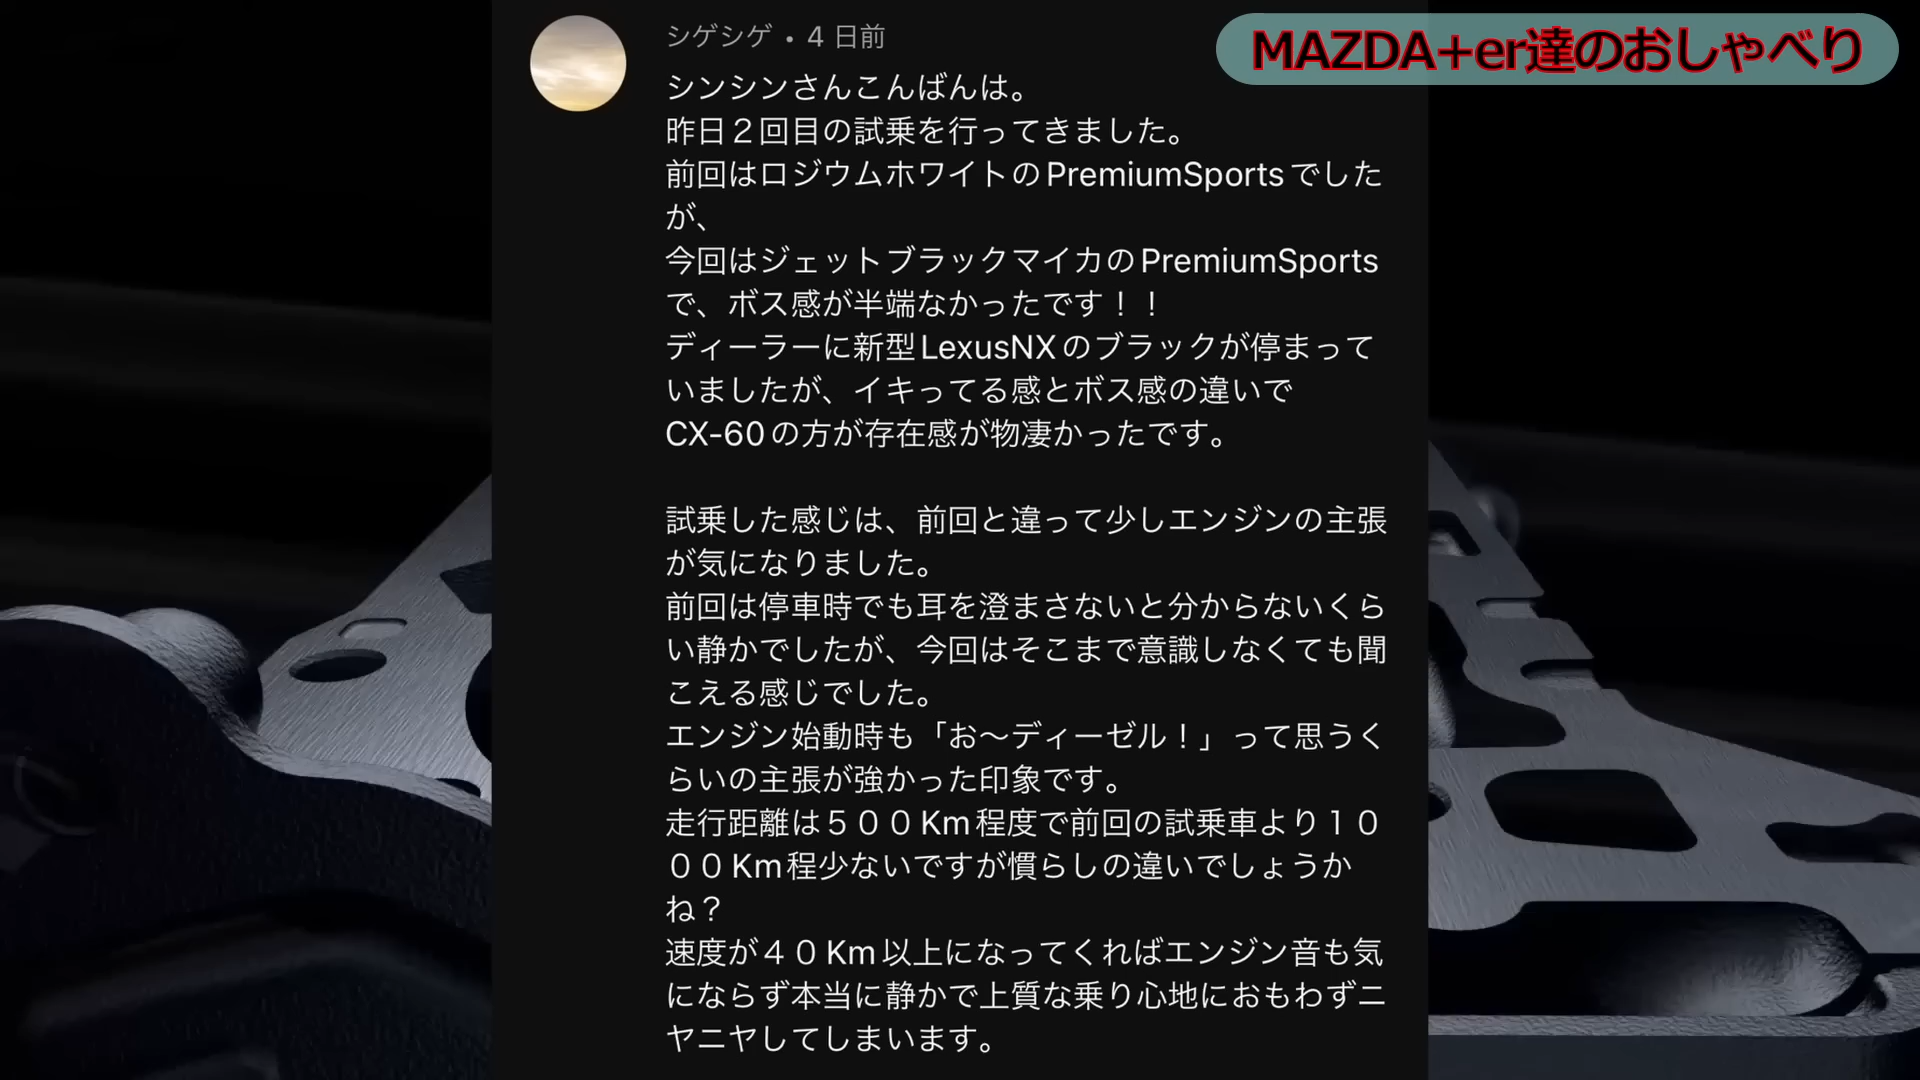 シゲシゲ • 4 日前
MAZDA+er達のおしゃべり
シンシンさんこんばんは。
昨日２回目の試乗を行ってきました。
前回はロジウムホワイトのPremiumSportsでした
が、
今回はジェットブラックマイカのPremiumSports
で、ボス感が半端なかったです！！
ディーラーに新型LexusNXのブラックが停まって
いましたが、イキってる感とボス感の違いで
CX-60の方が存在感が物凄かったです。
試乗した感じは、前回と違って少しエンジンの主張
が気になりました。
前回は停車時でも耳を澄まさないと分からないくら
い静かでしたが、今回はそこまで意識しなくても聞
こえる感じでした。
エンジン始動時も「お〜ディーゼル！」って思うく
らいの主張が強かった印象です。
走行距離は５００Km程度で前回の試乗車より１０
００Km程少ないですが慣らしの違いでしょうか
ね？
速度が４０Km以上になってくればエンジン音も気
にならず本当に静かで上質な乗り心地におもわずニ
ヤニヤしてしまいます。